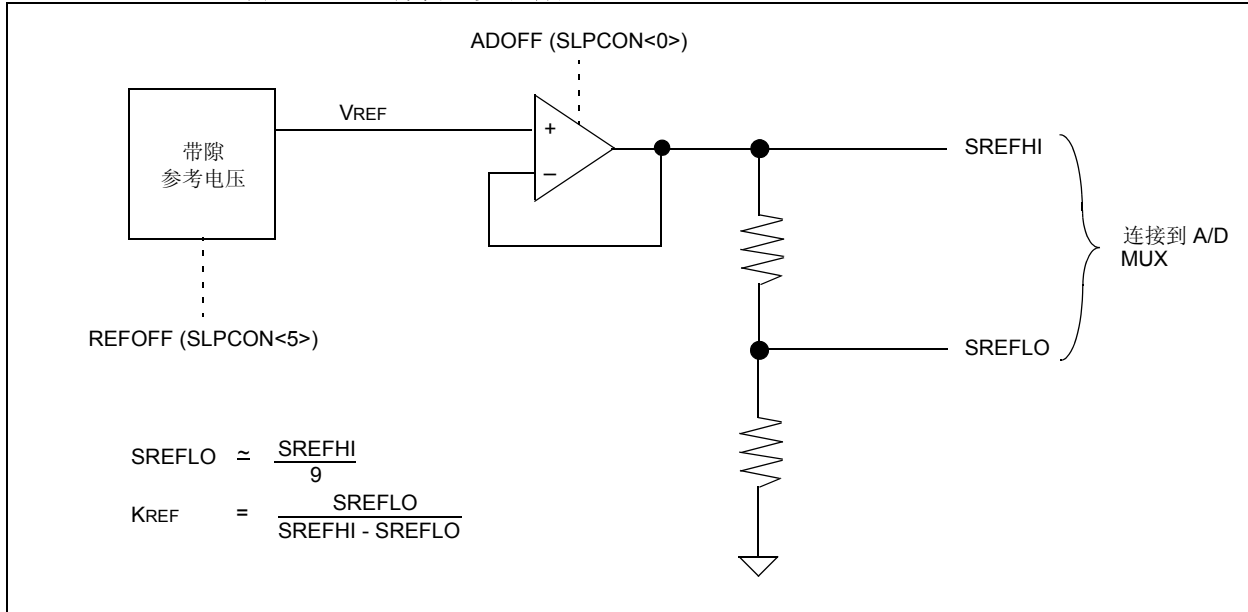 ADOFF (SLPCON<0>)
VREF
带隙
参考电压
+
–
SREFHI
连接到 A/D
MUX
REFOFF (SLPCON<5>)
SREFLO
SREFLO ≃ SREFHI
9
KREF = SREFLO
SREFHI - SREFLO